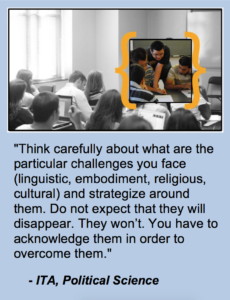 "Think carefully about what are the
particular challenges you face
(linguistic, embodiment, religious,
cultural) and strategize around
them. Do not expect that they will
disappear. They won't. You have to
acknowledge them in order to
overcome them."
- ITA, Political Science